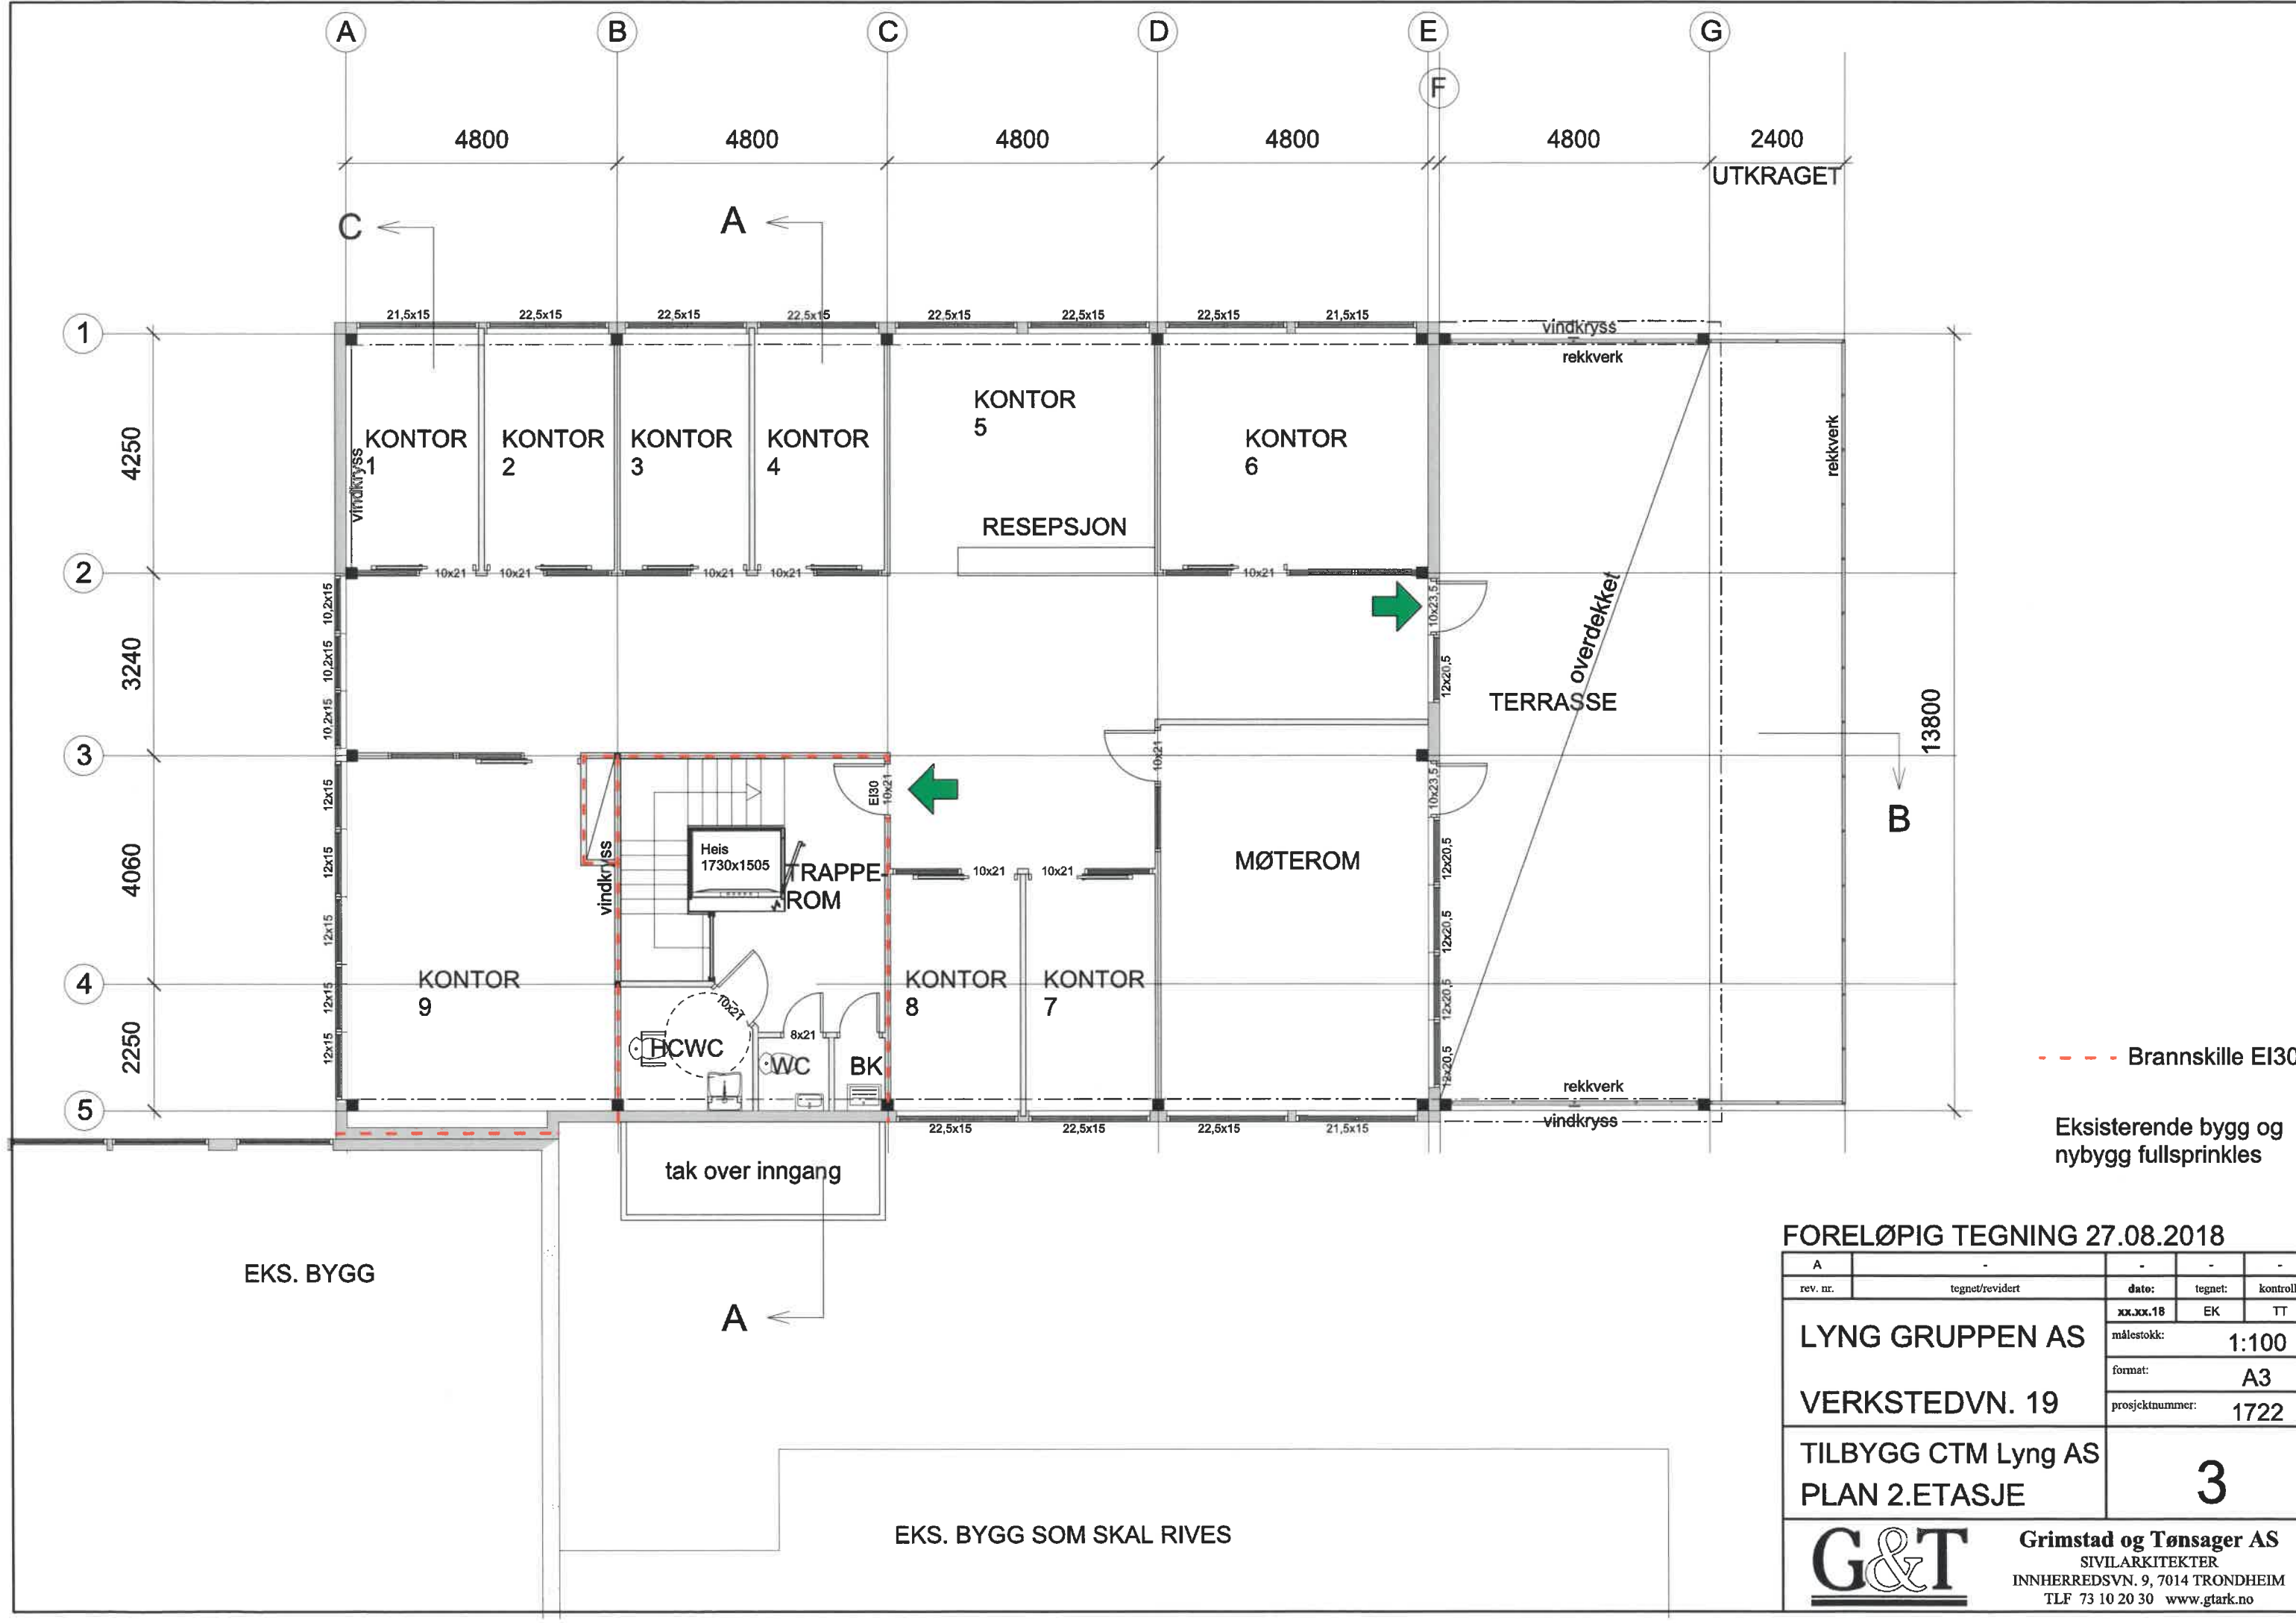 A
B
C
D
E
G
F
4800
4800
4800
4800
4800
2400
UTKRAGET
C
A
21,5x15
22,5x15
22,5x15
22,5x15
22,5x15
22,5x15
22,5x15
21,5x15
1
vindkryss
rekkverk
KONTOR
1
KONTOR
2
KONTOR
3
KONTOR
4
KONTOR
5
KONTOR
6
vindkryss
4250
rekkverk
RESEPSJON
2
10x21
10x21
10x21
10x21
10x21
10,2x15
10,2x15
10,2x15
3240
10x23,5
12x20,5
overdekket
TERRASSE
13800
3
10x21
EI30
10x21
10x23,5
B
12x15
12x15
12x15
12x15
12x15
4060
vindkryss
Heis
1730x1505
TRAPPE-
ROM
10x21
10x21
MØTEROM
12x20,5
12x20,5
12x20,5
12x20,5
4
KONTOR
9
KONTOR
8
KONTOR
7
10x21
8x21
HCWC
WC
BK
2250
5
rekkverk
vindkryss
22,5x15
22,5x15
22,5x15
21,5x15
Brannskille EI30
Eksisterende bygg og
nybygg fullsprinkles
tak over inngang
EKS. BYGG
A
EKS. BYGG SOM SKAL RIVES
FORELØPIG TEGNING 27.08.2018
A - - - -
rev. nr. tegnet/revidert dato: tegnet: kontroll
xx.xx.18 EK TT
LYNG GRUPPEN AS
målestokk: 1:100
format: A3
VERKSTEDVN. 19
prosjektnummer: 1722
TILBYGG CTM Lyng AS
PLAN 2.ETASJE
3
G&T
Grimstad og Tønsager AS
SIVILARKITEKTER
INNHERREDSVN. 9, 7014 TRONDHEIM
TLF 73 10 20 30 www.gtark.no